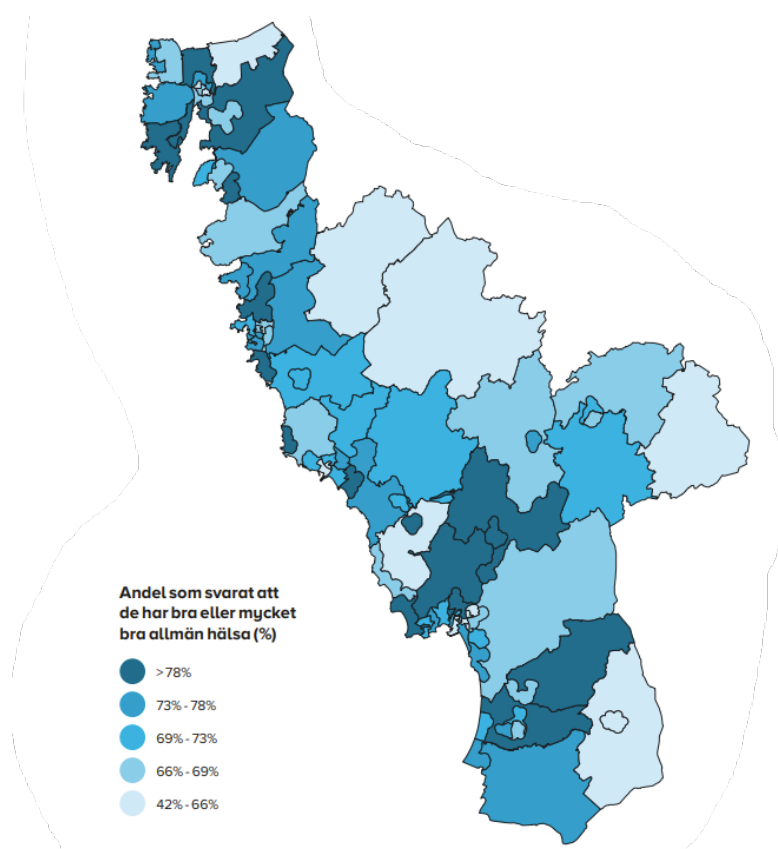 Andel som svarat att
de har bra eller mycket
bra allmän hälsa (%)
>78%
73% - 78%
69% - 73%
66% - 69%
42% - 66%